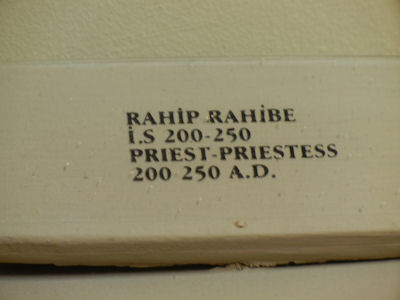 RAHİP RAHİBE
İ.S 200-250
PRIEST-PRIESTESS
200 250 A.D.